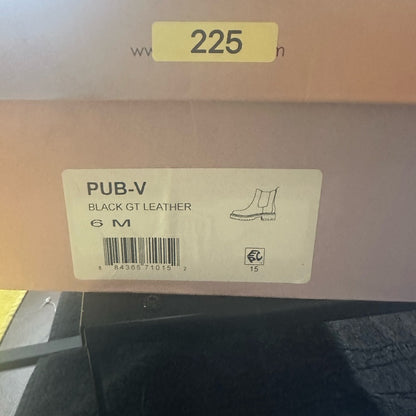 225
PUB-V
BLACK GT LEATHER
6 M
8 84365 71015 2
15